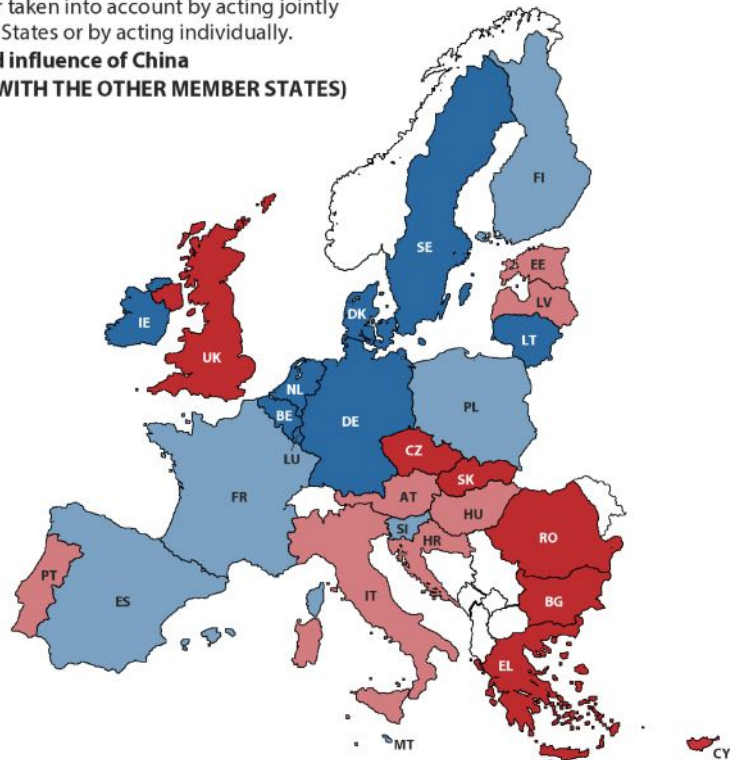 taken into account by acting jointly
States or by acting individually.
influence of China
WITH THE OTHER MEMBER STATES)
FI
SE
EE
LV
DK
IE
LT
UK
NL
PL
BE
DE
CZ
LU
SK
AT
FR
HU
SI
RO
HR
PT
IT
ES
BG
EL
MT
CY